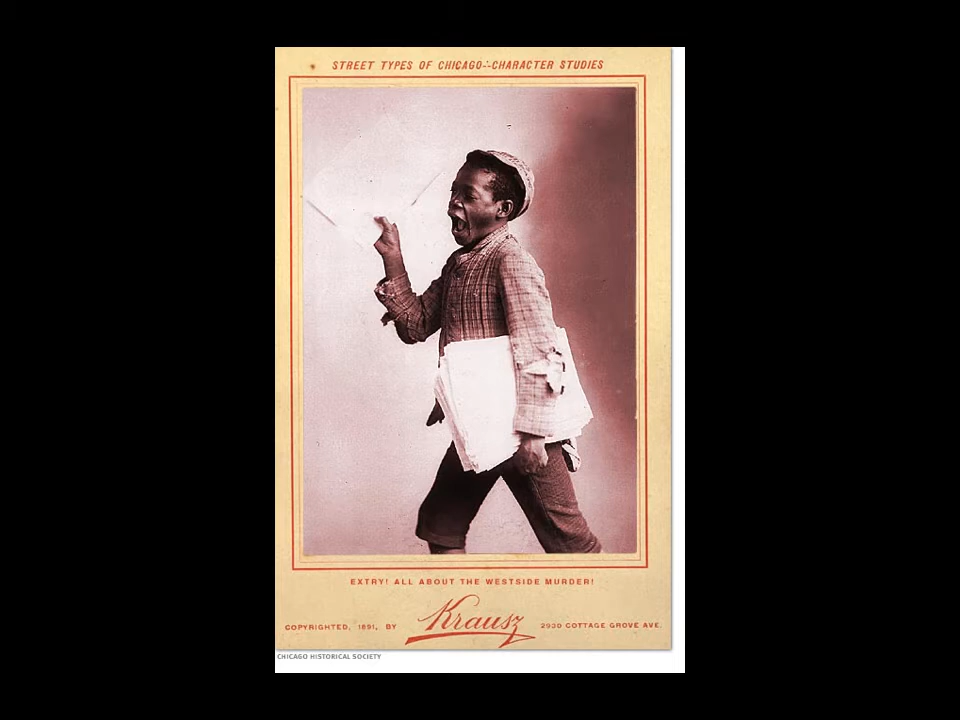 STREET TYPES OF CHICAGO--CHARACTER STUDIES
EXTRY! ALL ABOUT THE WESTSIDE MURDER!
COPYRIGHTED, 1891, BY Krausz 2939 COTTAGE GROVE AVE.
CHICAGO HISTORICAL SOCIETY